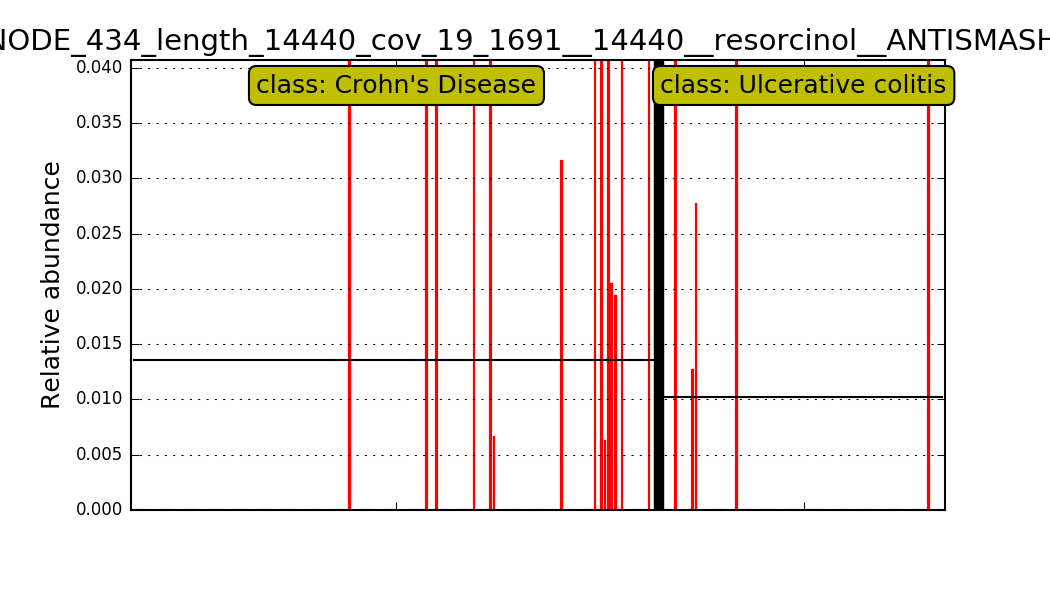 NODE_434_length_14440_cov_19_1691__14440__resorcinol__ANTISMASH
class: Crohn's Disease
class: Ulcerative colitis
Relative abundance
0.040
0.035
0.030
0.025
0.020
0.015
0.010
0.005
0.000